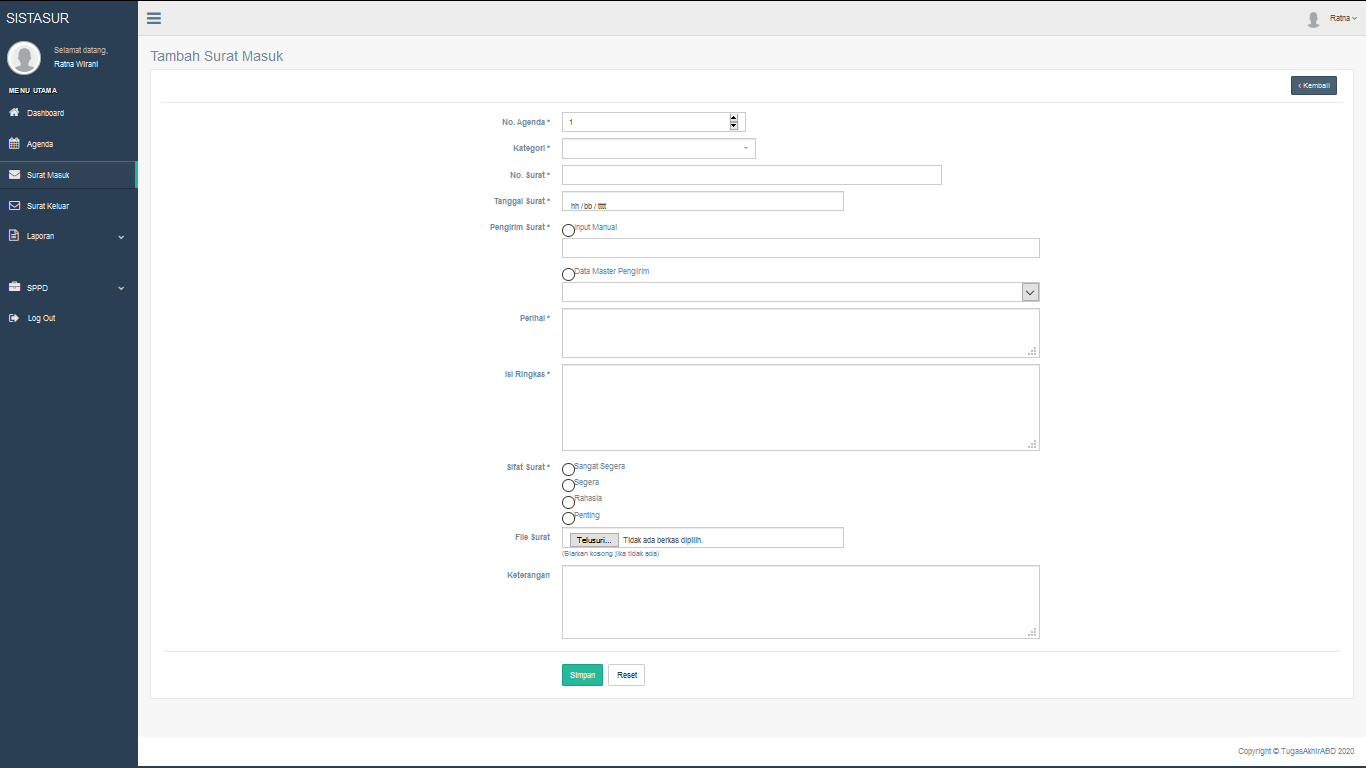 SISTASUR
Ratna
Selamat datang,
Ratna Wirani
MENU UTAMA
Dashboard
Agenda
Surat Masuk
Surat Keluar
Laporan
SPPD
Log Out
Tambah Surat Masuk
Kembali
No. Agenda * 1
Kategori *
No. Surat *
Tanggal Surat * hh / bb / tttt
Pengirim Surat * Input Manual
Data Master Pengirim
Perihal *
Isi Ringkas *
Sifat Surat * Sangat Segera
Segera
Rahasia
Penting
File Surat Telusuri... Tidak ada berkas dipilih.
(Biarkan kosong jika tidak ada)
Keterangan
Simpan Reset
Copyright © TugasAkhirABD 2020